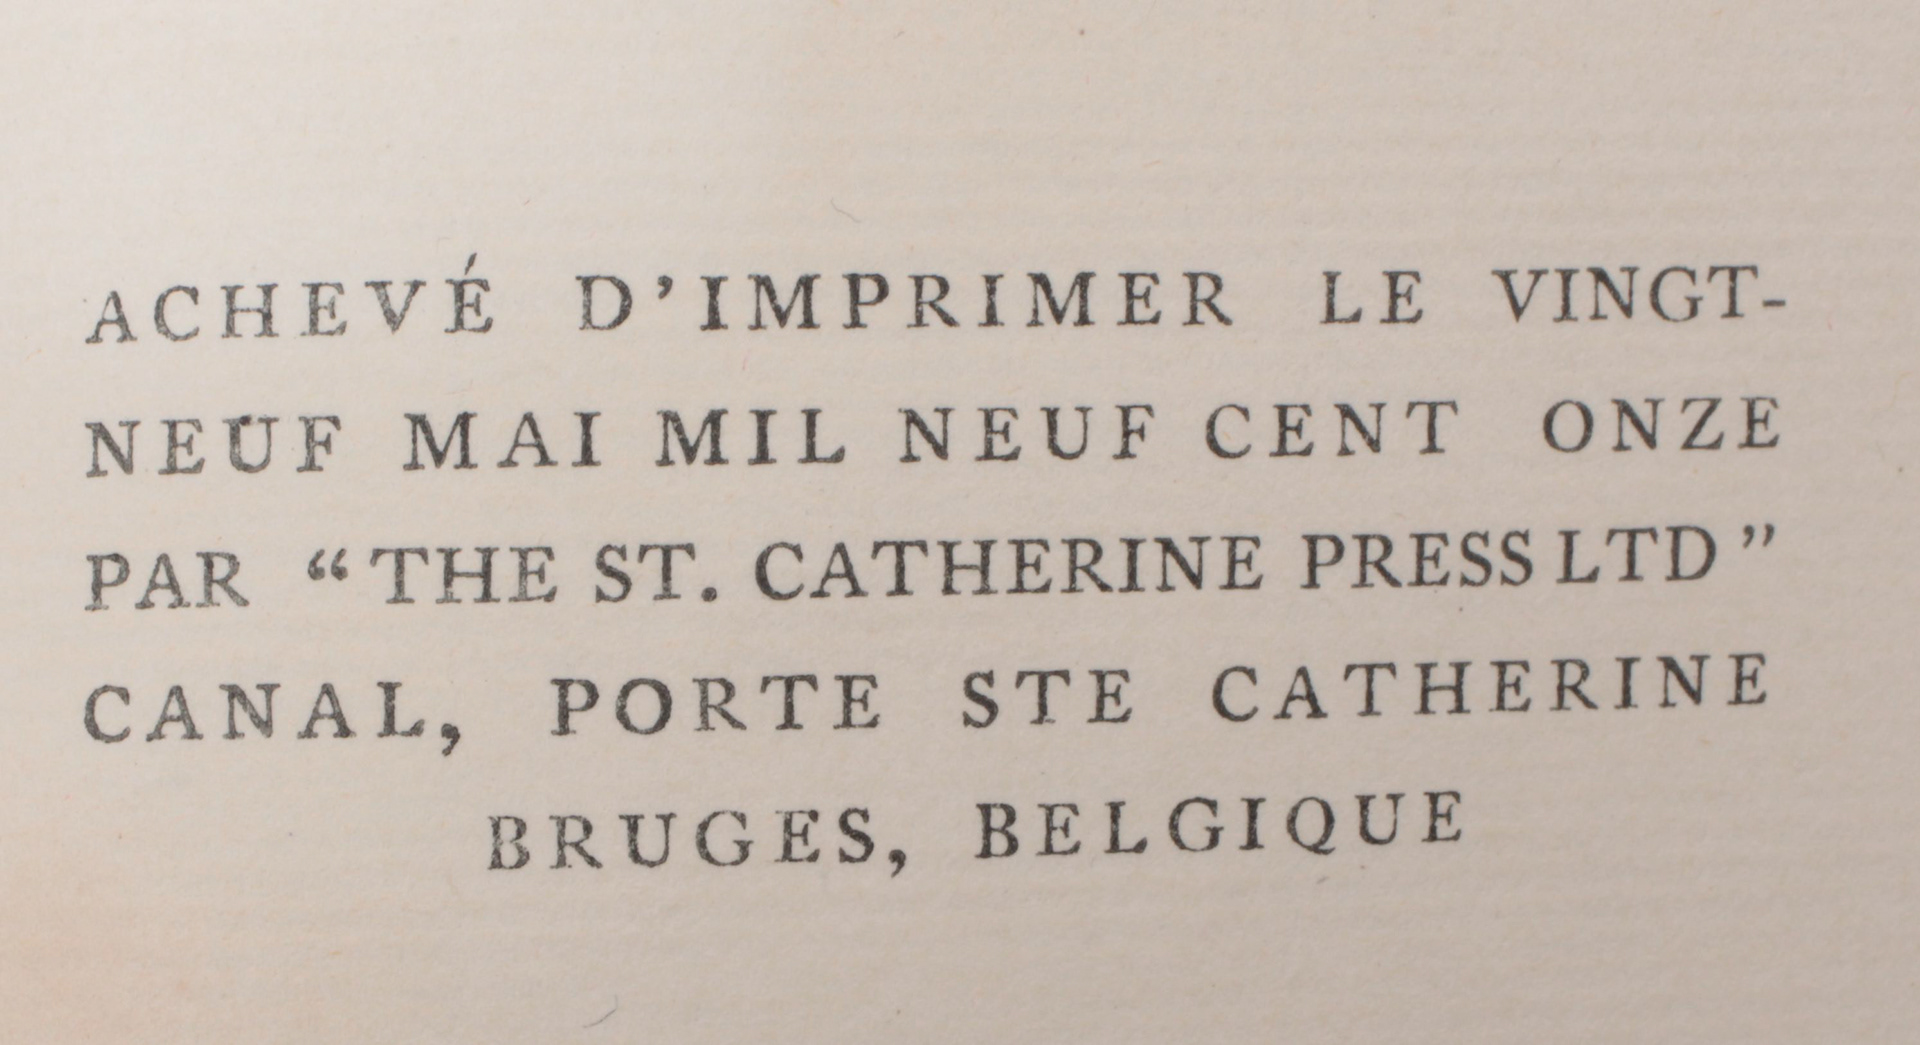 ACHEVÉ D'IMPRIMER LE VINGT-
NEUF MAI MIL NEUF CENT ONZE
PAR “THE ST. CATHERINE PRESS LTD”
CANAL, PORTE STE CATHERINE
BRUGES, BELGIQUE